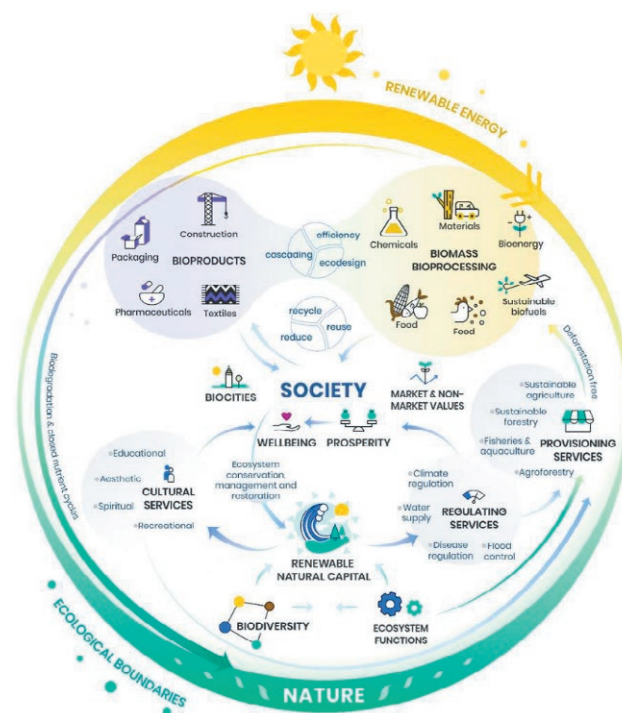 RENEWABLE ENERGY
Construction
Packaging
BIOPRODUCTS
Pharmaceuticals
Textiles
efficiency
cascading
ecodesign
Materials
Chemicals
Bioenergy
BIOMASS
BIOPROCESSING
Food
Feed
Sustainable
biofuels
recycle
reuse
reduce
Deforestation free
Biodegradation & closed nutrient cycles
BIOCITIES
SOCIETY
MARKET & NON-
MARKET VALUES
WELLBEING
PROSPERITY
Sustainable
agriculture
Sustainable
forestry
Fisheries &
aquaculture
Agroforestry
PROVISIONING
SERVICES
Educational
Aesthetic
Spiritual
Recreational
CULTURAL
SERVICES
Ecosystem
conservation,
management and
restoration
Climate
regulation
Water
supply
Disease
regulation
Flood
control
REGULATING
SERVICES
RENEWABLE
NATURAL CAPITAL
BIODIVERSITY
ECOSYSTEM
FUNCTIONS
ECOLOGICAL BOUNDARIES
NATURE